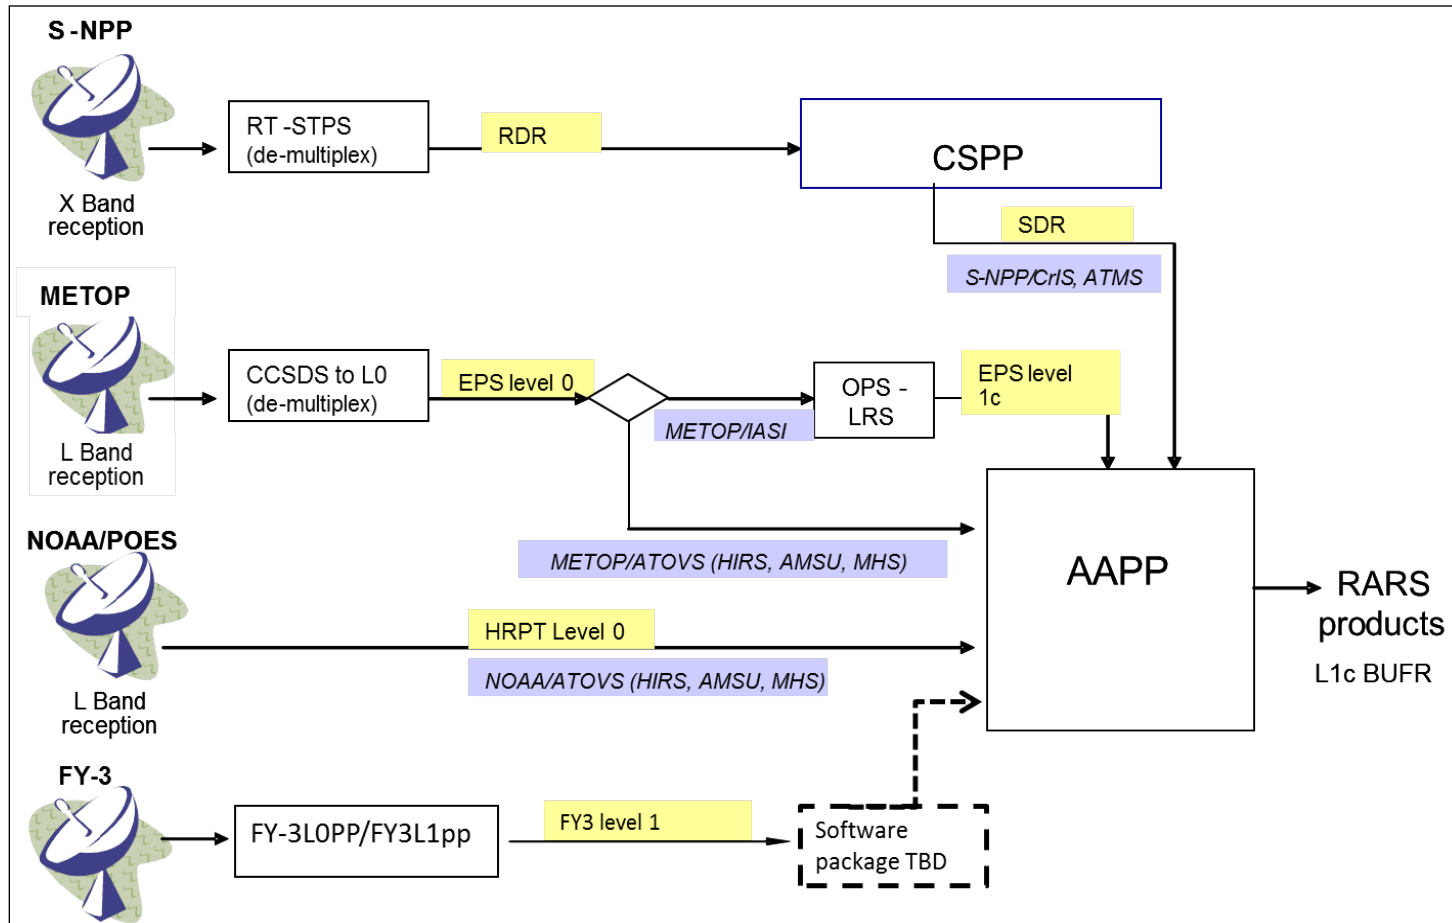 S -NPP
RT -STPS
(de-multiplex)
RDR
CSPP
X Band
reception
SDR
S-NPP/CrIS, ATMS
METOP
CCSDS to L0
(de-multiplex)
EPS level 0
METOP/IASI
OPS -
LRS
EPS level
1c
L Band
reception
NOAA/POES
METOP/ATOVS (HIRS, AMSU, MHS)
AAPP
RARS
products
L1c BUFR
HRPT Level 0
NOAA/ATOVS (HIRS, AMSU, MHS)
L Band
reception
FY-3
FY-3L0PP/FY3L1pp
FY3 level 1
Software
package TBD